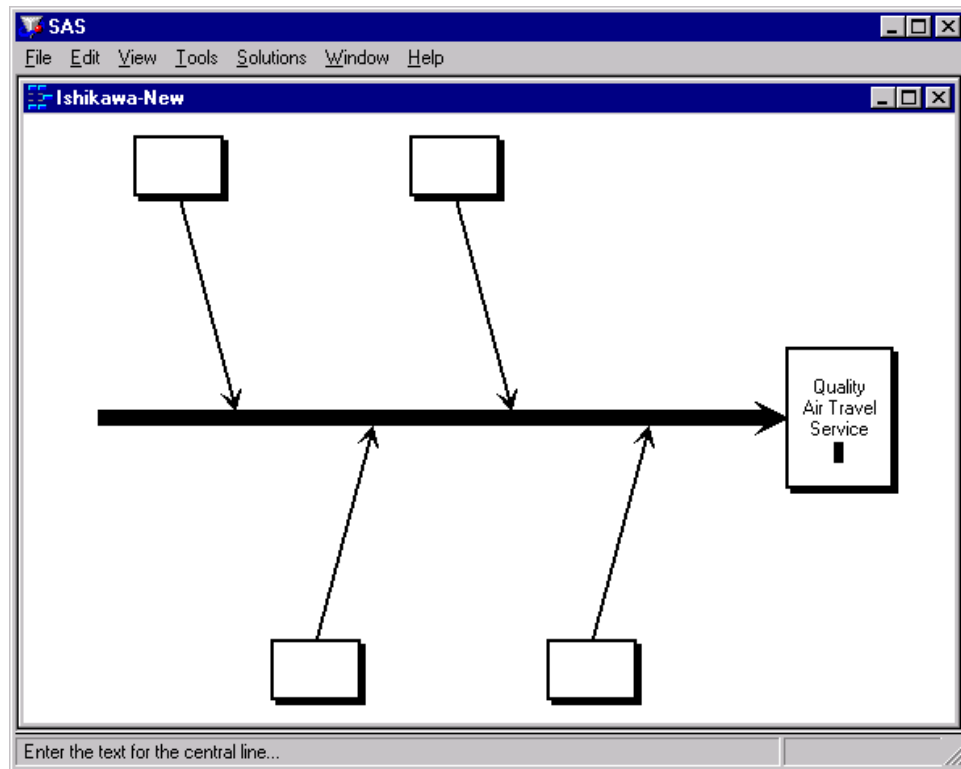 SAS
File Edit View Tools Solutions Window Help
Ishikawa-New
Quality
Air Travel
Service
Enter the text for the central line...